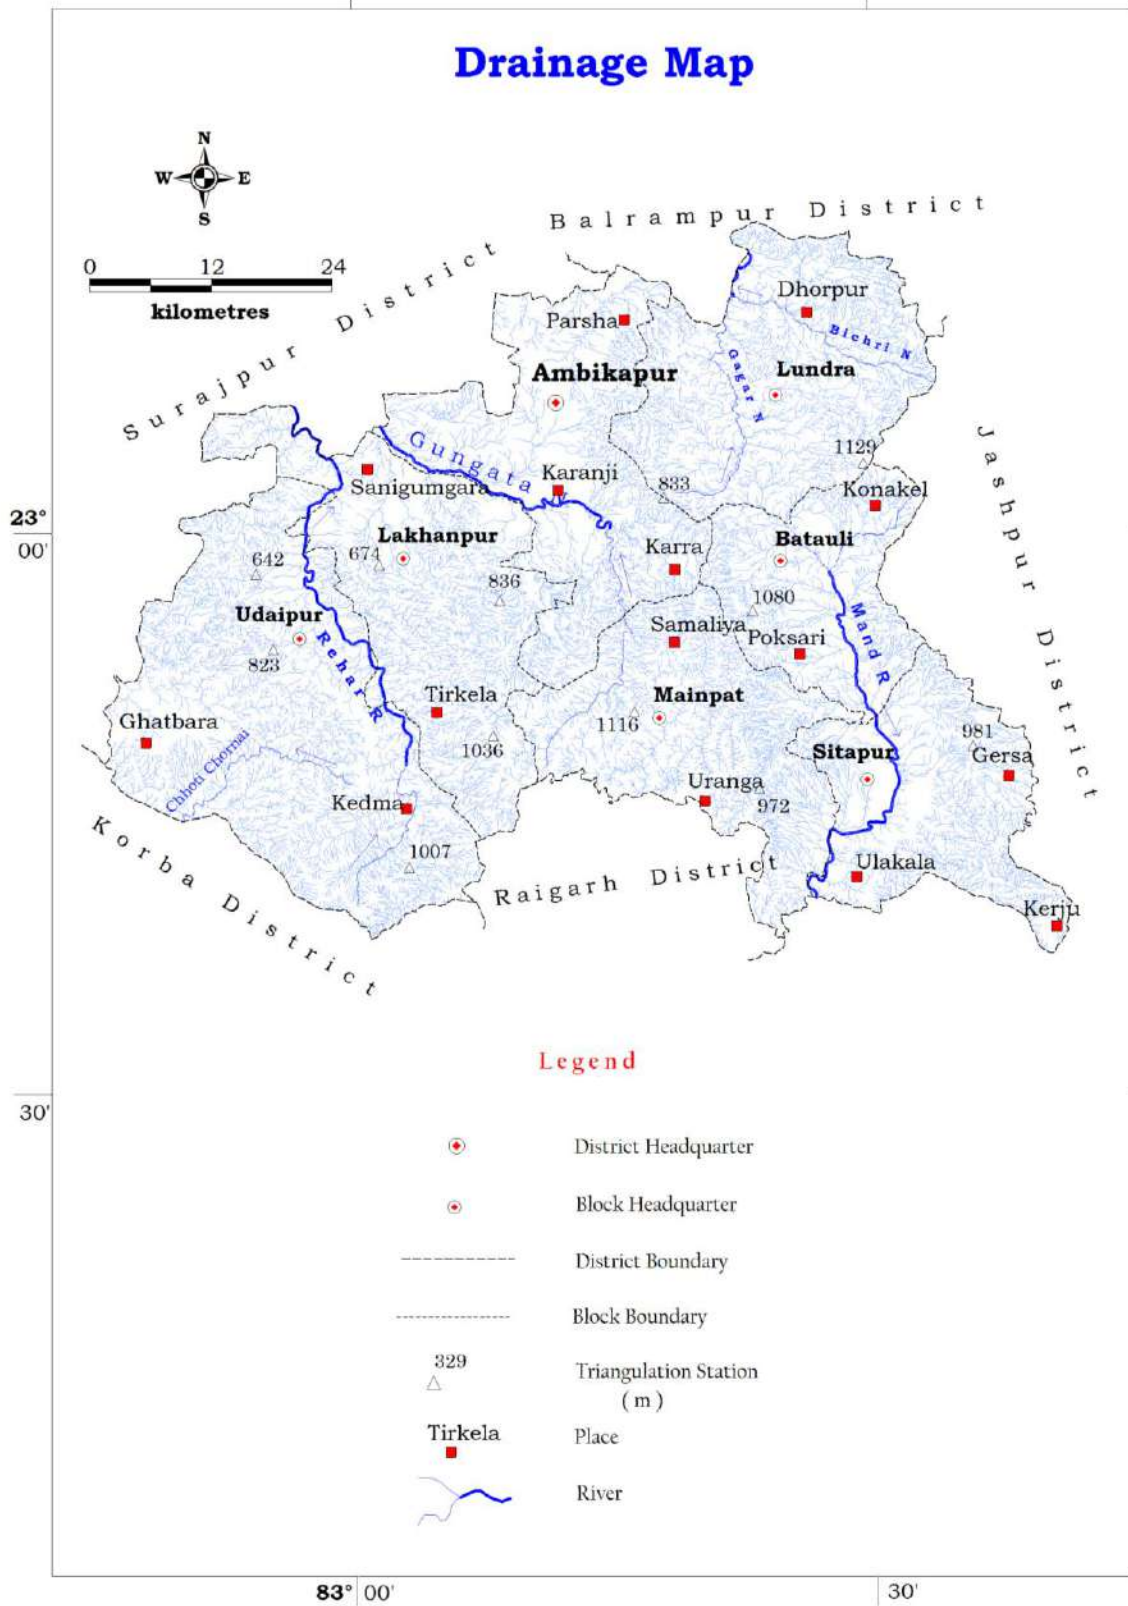 Drainage Map
N
W E
S
0 12 24
kilometres
Balrampur District
Surajpur District
Jashpur District
Korba District
Raigarh District
Dhorpur
Parsha
Bichri N
Gagar N
Lundra
Ambikapur
Gungata N
1129
Sanigumgara
Karanji
833
Konakel
23°
00'
Lakhanpur
674
642
836
Karra
Batauli
1080
Udaipur
823
Rehar R
Samaliya
Poksari
Mand R
Tirkela
1036
Mainpat
1116
Ghatbara
Chhoti Chornai
Sitapur
981
Gersa
Kedma
Uranga
972
1007
Ulakala
Kerju
Legend
30'
District Headquarter
Block Headquarter
District Boundary
Block Boundary
329
Triangulation Station
( m )
Tirkela
Place
River
83° 00'
30'